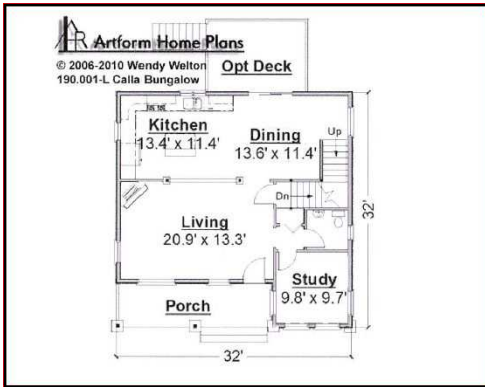 Artform Home Plans
© 2006-2010 Wendy Welton
190.001-L Calla Bungalow
Opt Deck
Kitchen
13.4' x 11.4'
Dining
13.6' x 11.4'
Up
Dn
Living
20.9' x 13.3'
Study
9.8' x 9.7'
Porch
32'
32'